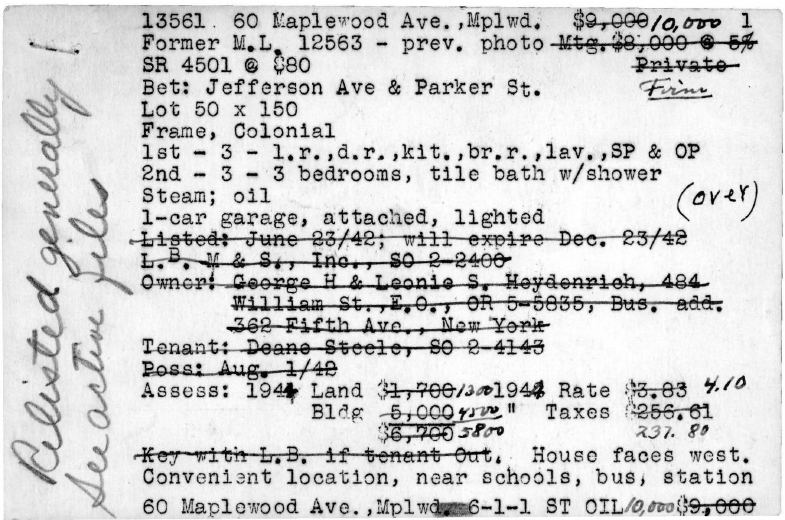 13561. 60 Maplewood Ave.,Mplwd. $9,000 10,000 1
Former M.L. 12563 - prev. photo Mtg.$8,000 @ 5%
SR 4501 @ $80 Private
Bet: Jefferson Ave & Parker St. Firm
Lot 50 x 150
Frame, Colonial
1st - 3 - l.r.,d.r.,kit.,br.r.,lav.,SP & OP
2nd - 3 - 3 bedrooms, tile bath w/shower
Steam; oil (over)
1-car garage, attached, lighted
Listed: June 23/42; will expire Dec. 23/42
L.B. M & S., Inc., SO 2-2400
Owner: George H & Leonie S. Heydenrich, 484
William St.,E.O., OR 5-5835, Bus. add.
362 Fifth Ave., New York
Tenant: Deane Steele, SO 2-4143
Poss: Aug. 1/42
Assess: 1944 Land $1,700 1300 1944 Rate $3.83 4.10
Bldg 5,000 4500 " Taxes $256.61
$6,700 5800 237.80
Key with L.B. if tenant Out. House faces west.
Convenient location, near schools, bus, station
60 Maplewood Ave.,Mplwd 6-1-1 ST OIL 10,000 $9,000
Relisted generally!
See active files